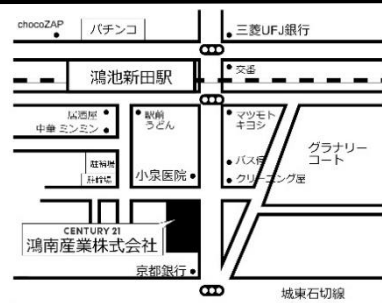 chocoZAP
パチンコ
三菱UFJ銀行
鴻池新田駅
交番
居酒屋
中華 ミンミン
駅前
うどん
マツモト
キヨシ
グラナリー
コート
駐輪場
駐輪場
小泉医院
バス停
クリーニング屋
CENTURY 21
鴻南産業株式会社
京都銀行
城東石切線